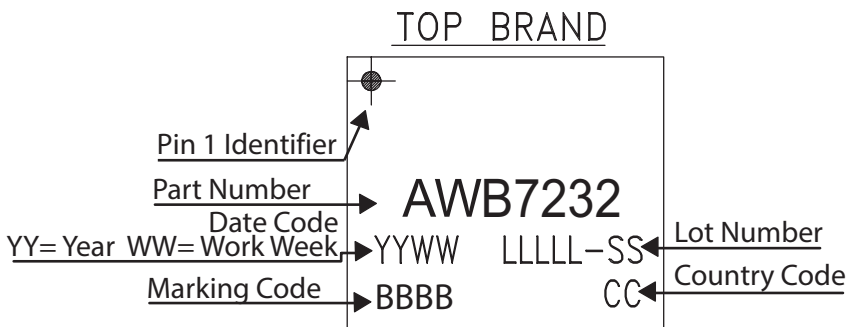 TOP BRAND
Pin 1 Identifier
Part Number
AWB7232
Date Code
YY= Year WW= Work Week
YYWW LLLLL-SS
Lot Number
Marking Code
BBBB
CC
Country Code